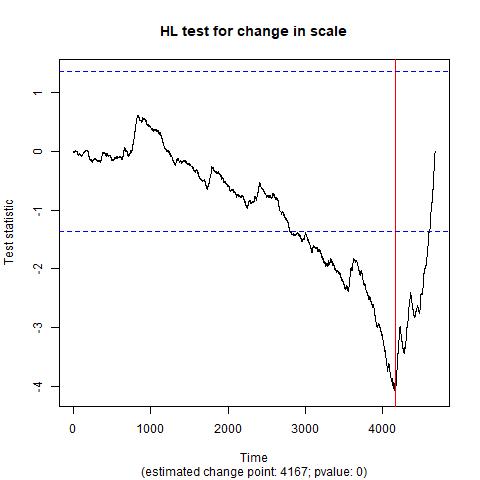 HL test for change in scale
Test statistic
1
0
-1
-2
-3
-4
0
1000
2000
3000
4000
Time
(estimated change point: 4167; pvalue: 0)